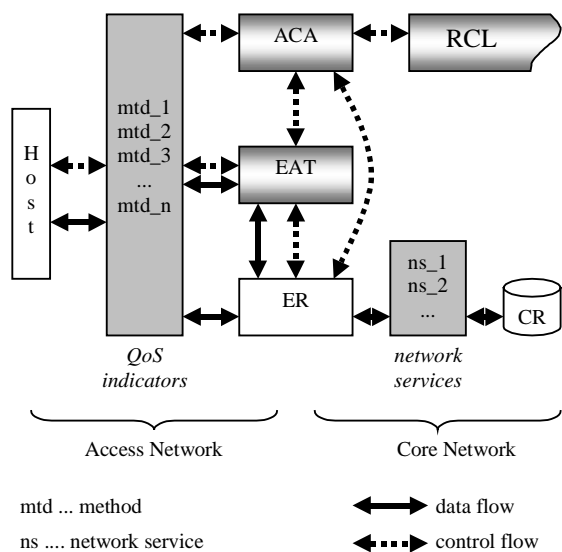 ACA
RCL
mtd_1
mtd_2
mtd_3
...
mtd_n
Host
EAT
ER
ns_1
ns_2
...
CR
QoS
indicators
network
services
Access Network
Core Network
mtd ... method
data flow
ns .... network service
control flow